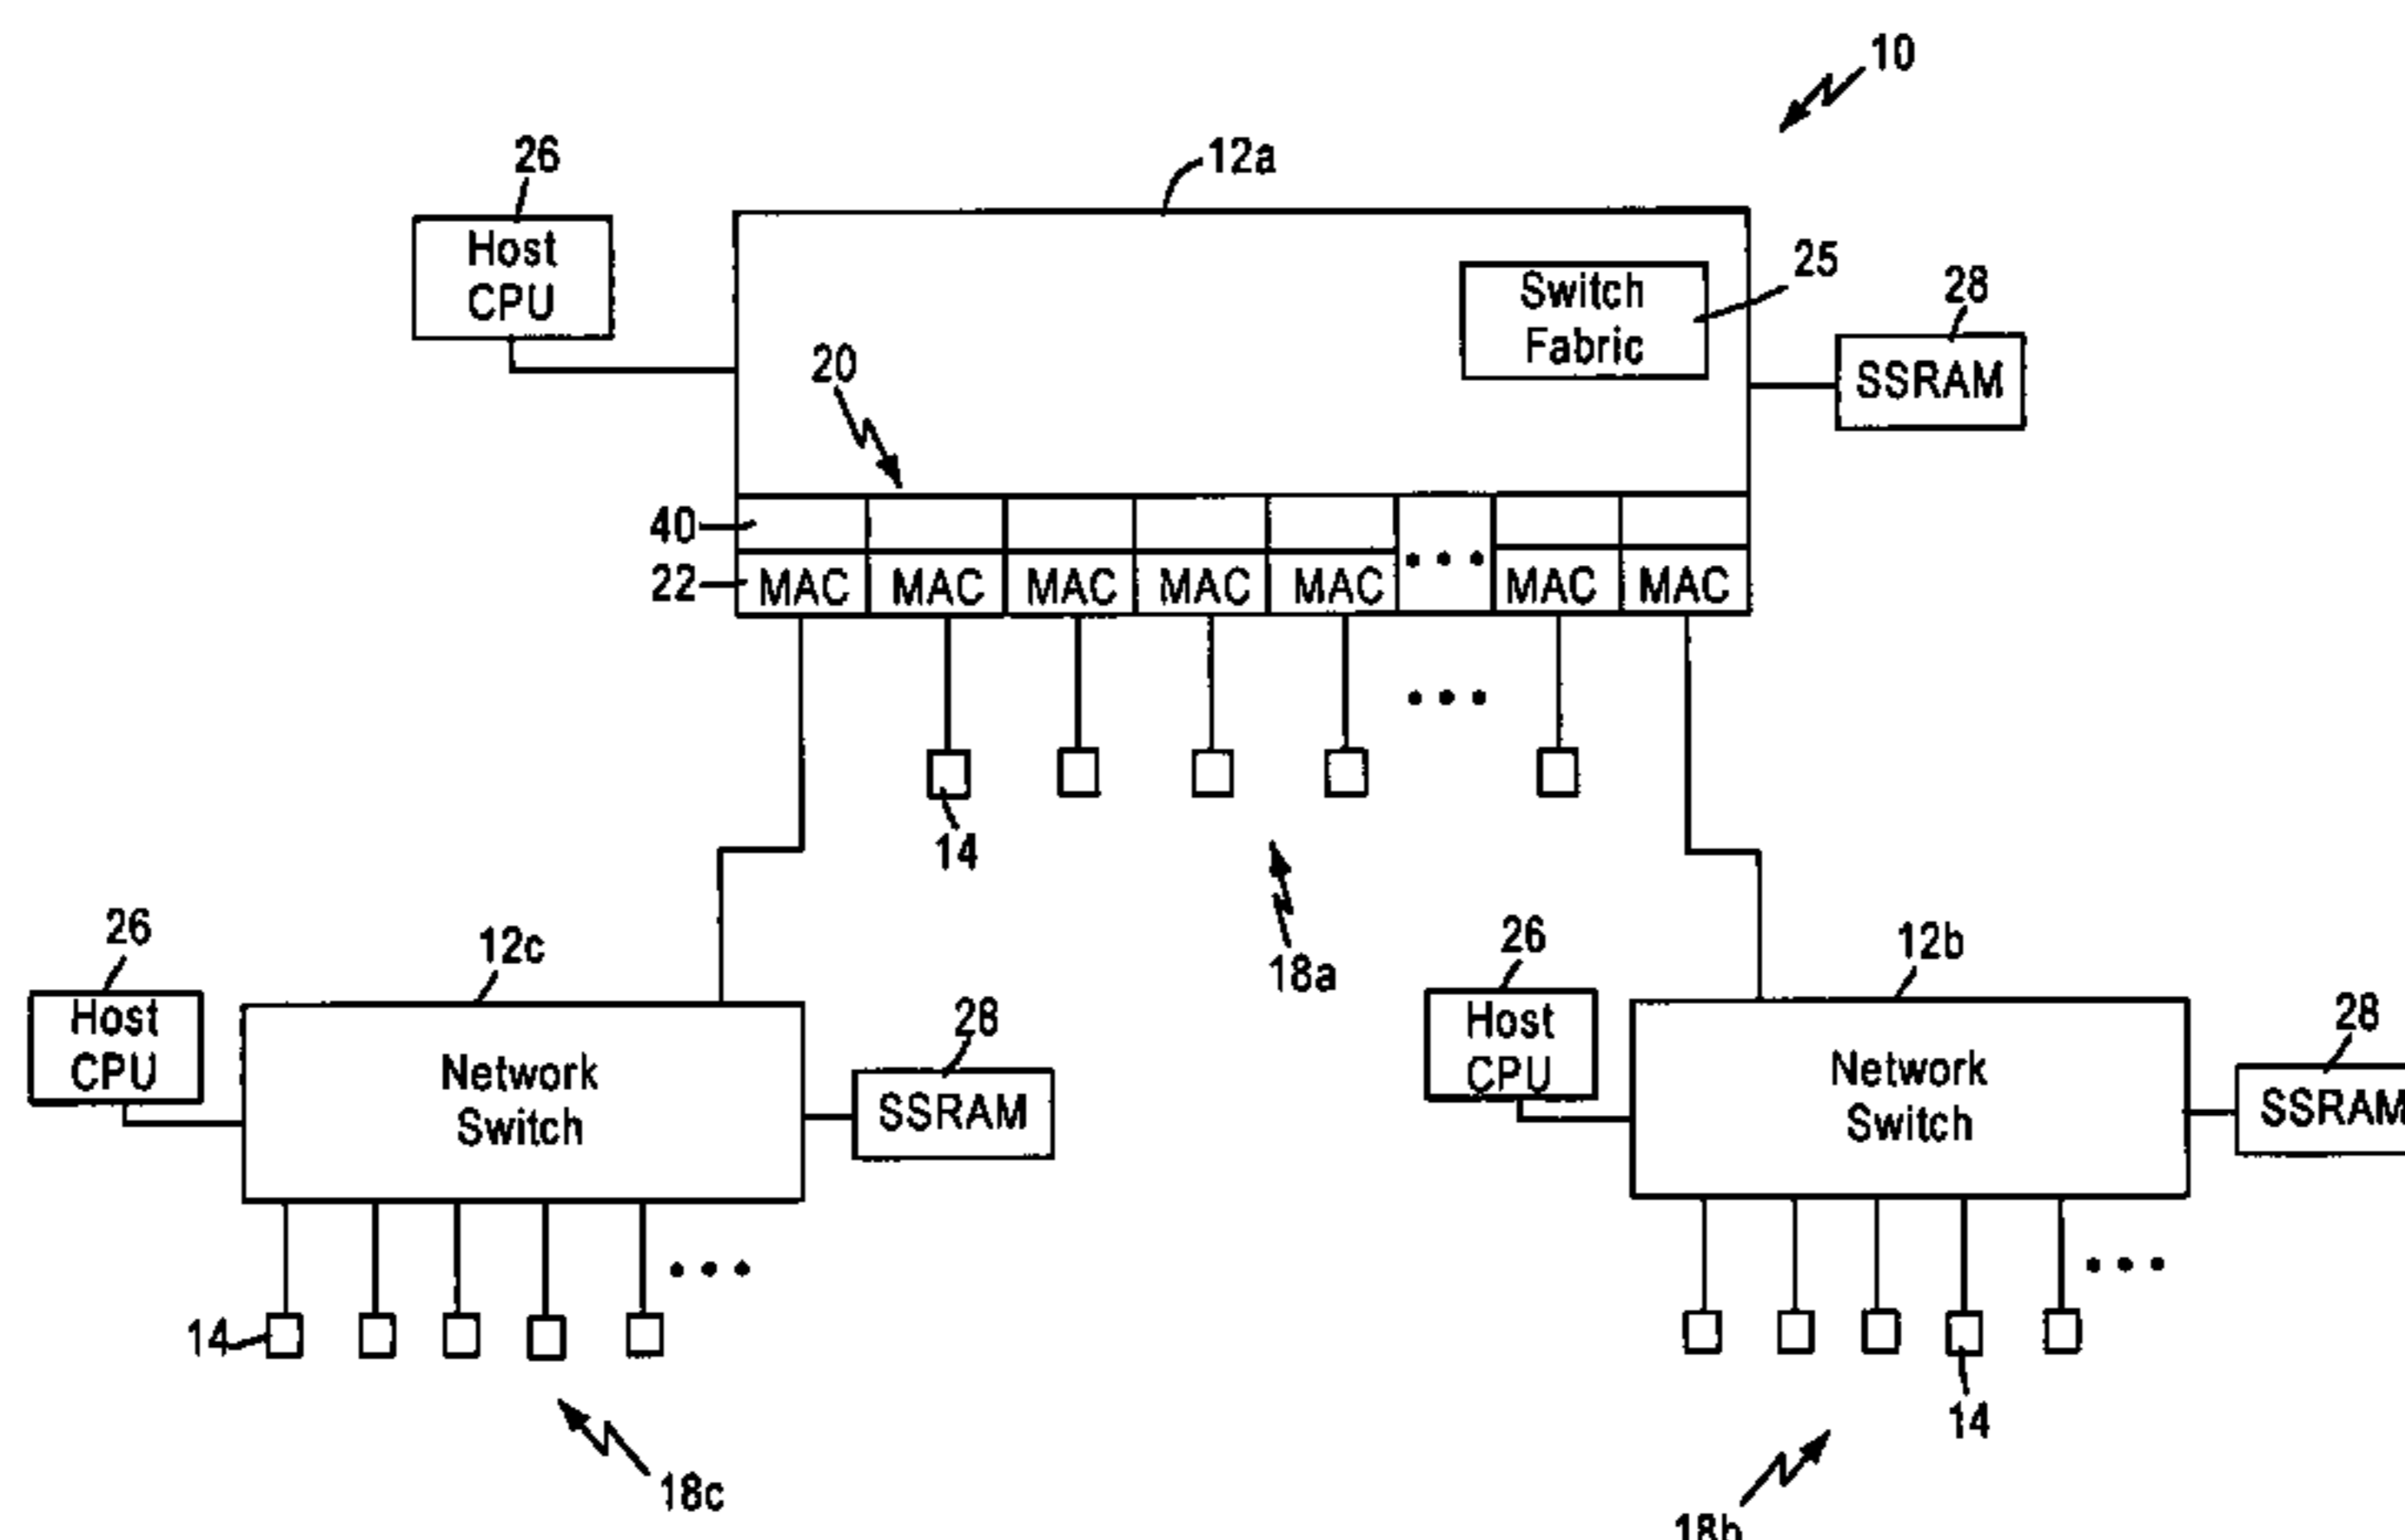 10
26
12a
Host
CPU
Switch
Fabric
25
28
SSRAM
20
40
22
MAC
MAC
MAC
MAC
MAC
• • •
MAC
MAC
• • •
14
18a
26
12c
Host
CPU
Network
Switch
28
SSRAM
• • •
14
18c
26
12b
Host
CPU
Network
Switch
28
SSRAM
• • •
14
18b